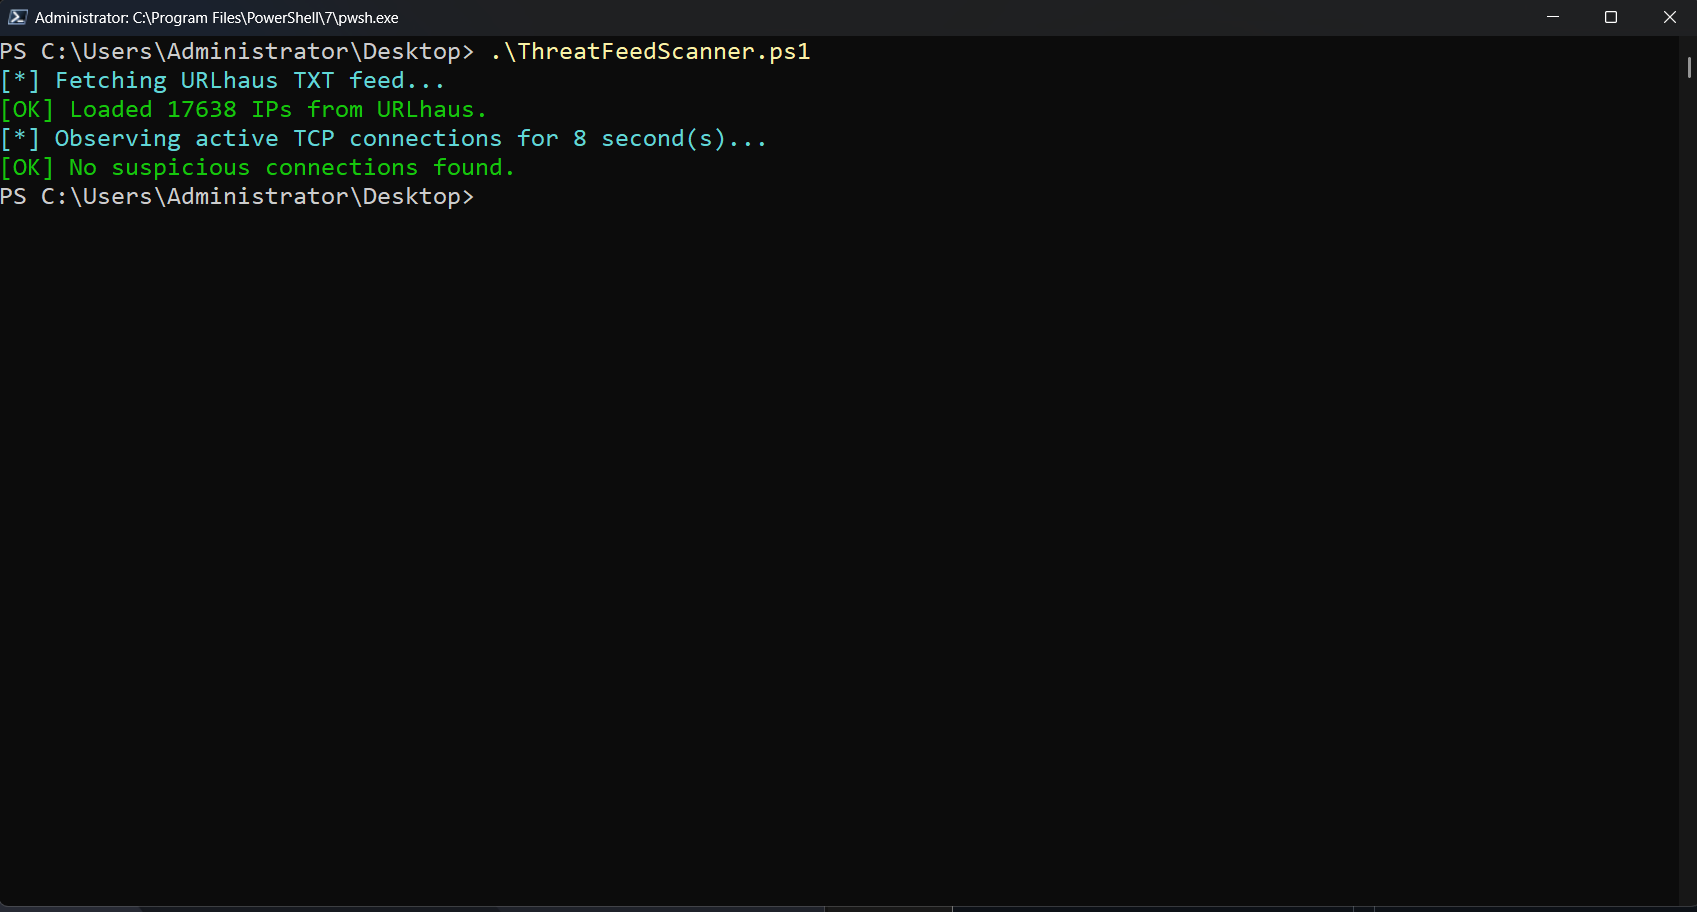 Administrator: C:\Program Files\PowerShell\7\pwsh.exe
PS C:\Users\Administrator\Desktop> .\ThreatFeedScanner.ps1
[*] Fetching URLhaus TXT feed...
[OK] Loaded 17638 IPs from URLhaus.
[*] Observing active TCP connections for 8 second(s)...
[OK] No suspicious connections found.
PS C:\Users\Administrator\Desktop>